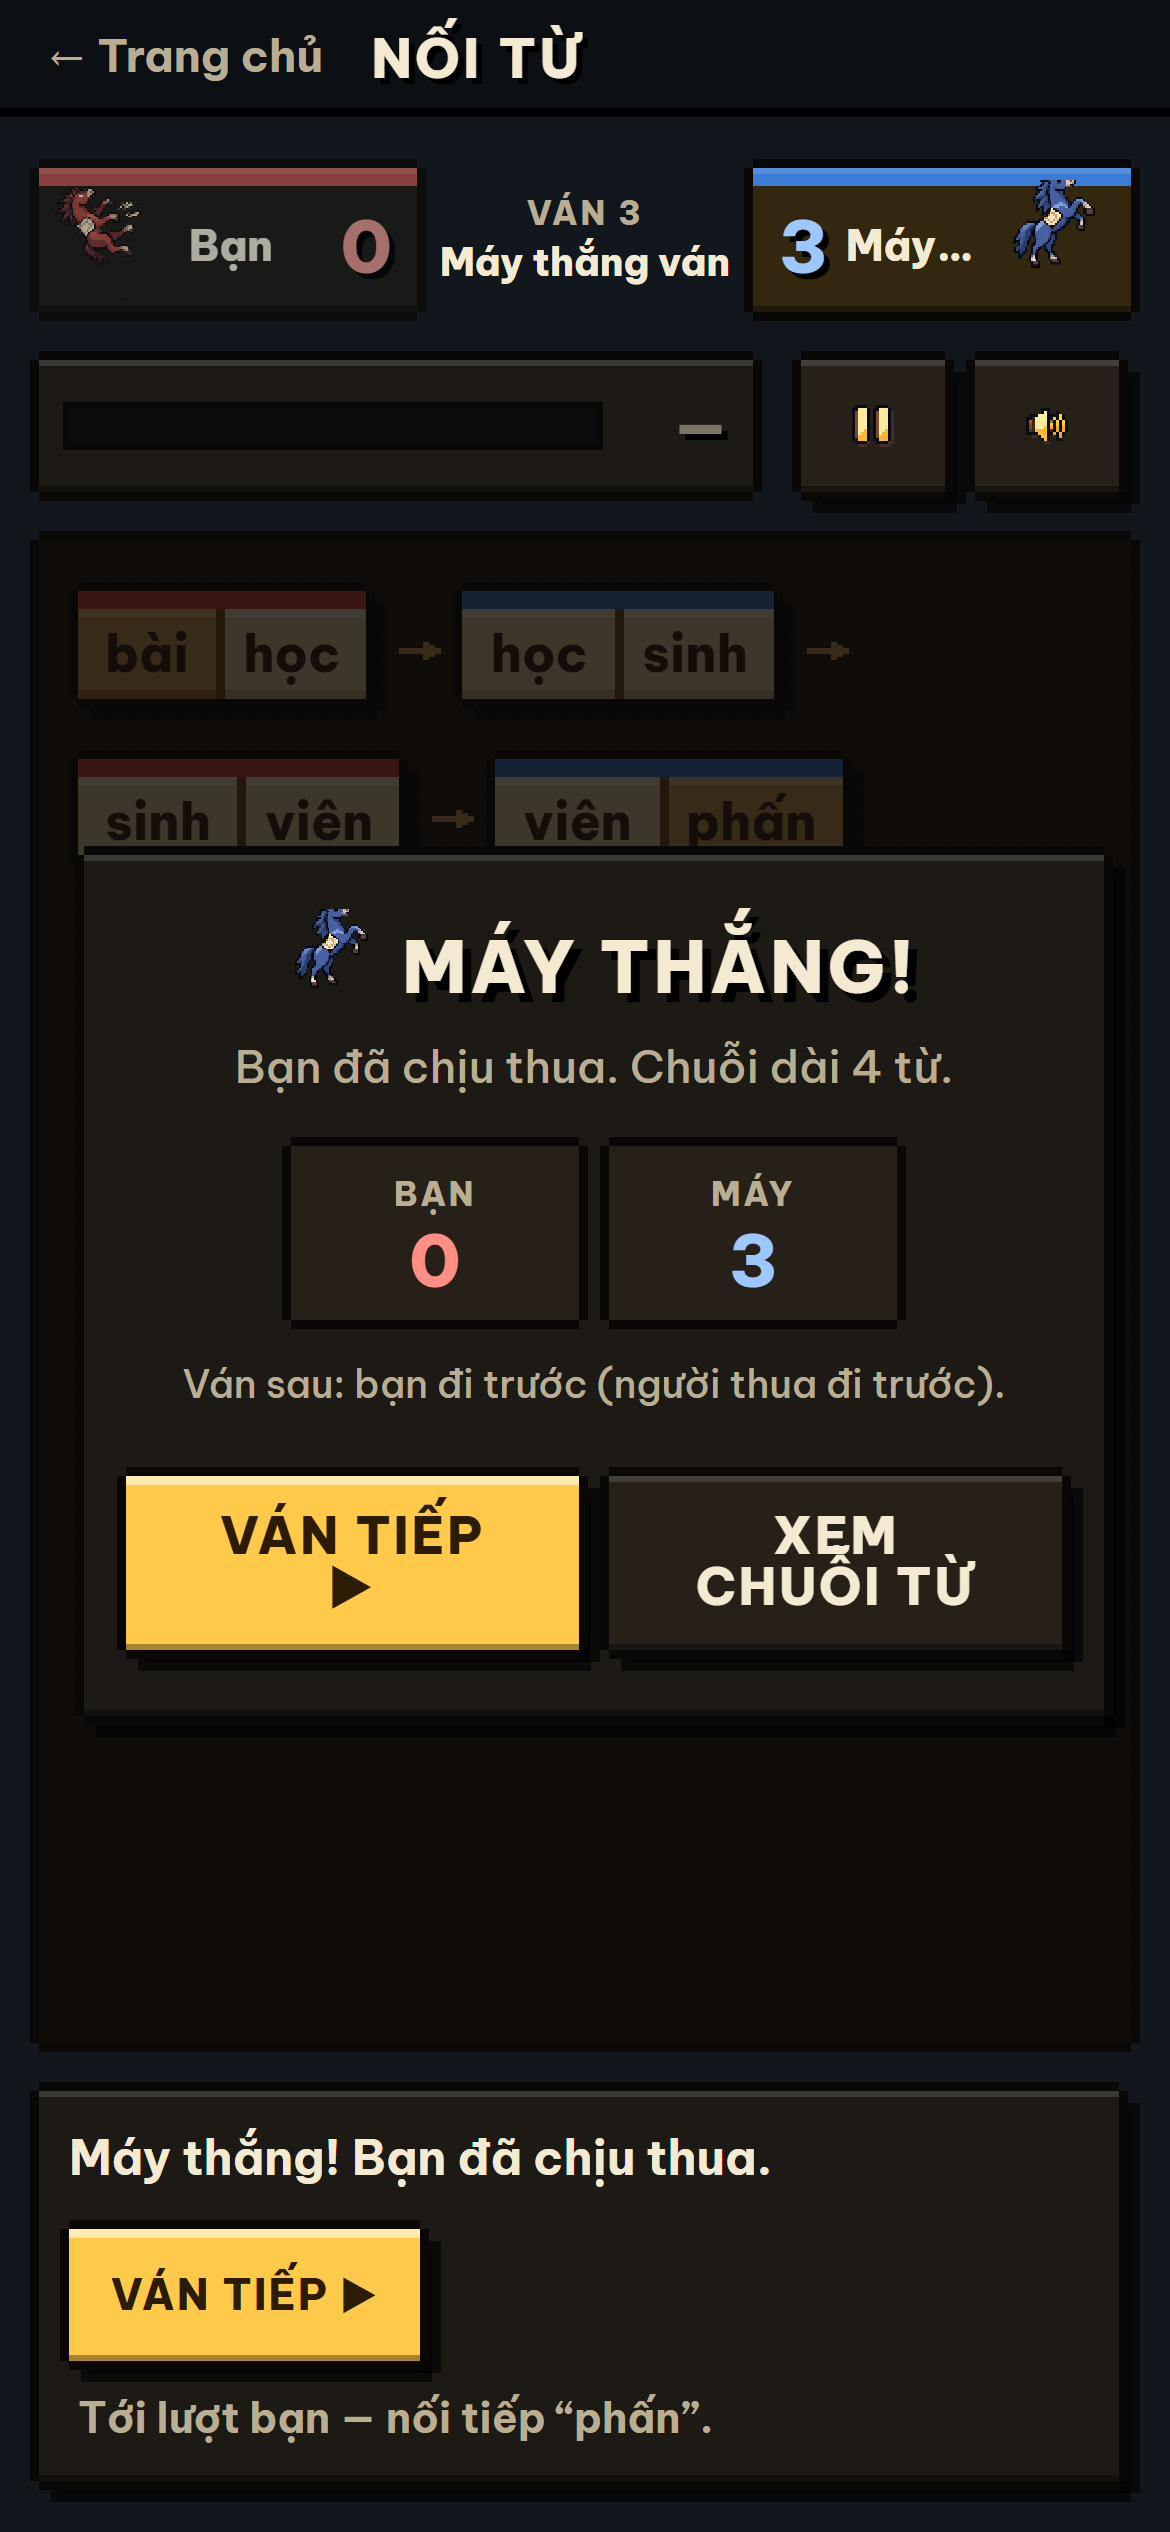 ← Trang chủ NỐI TỪ
Bạn 0
VÁN 3
Máy thắng ván
3 Máy...
—
bài học → học sinh →
sinh viên → viên phấn
MÁY THẮNG!
Bạn đã chịu thua. Chuỗi dài 4 từ.
BẠN
0
MÁY
3
Ván sau: bạn đi trước (người thua đi trước).
VÁN TIẾP
▶
XEM
CHUỖI TỪ
Máy thắng! Bạn đã chịu thua.
VÁN TIẾP ▶
Tới lượt bạn — nối tiếp “phấn”.